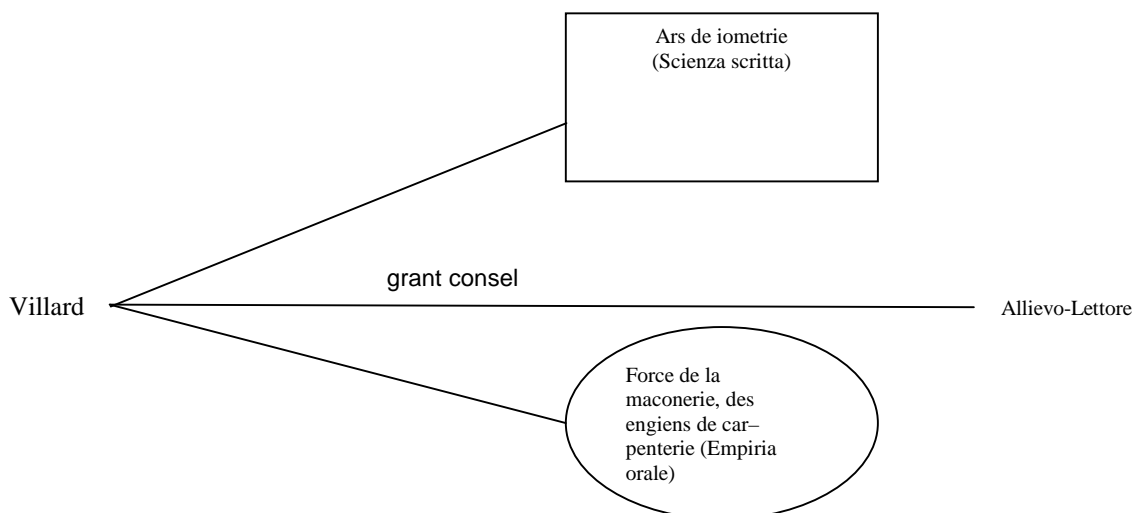 Ars de iometrie
(Scienza scritta)
grant consel
Villard
Allievo-Lettore
Force de la
maconerie, des
engiens de car–
penterie (Empiria
orale)